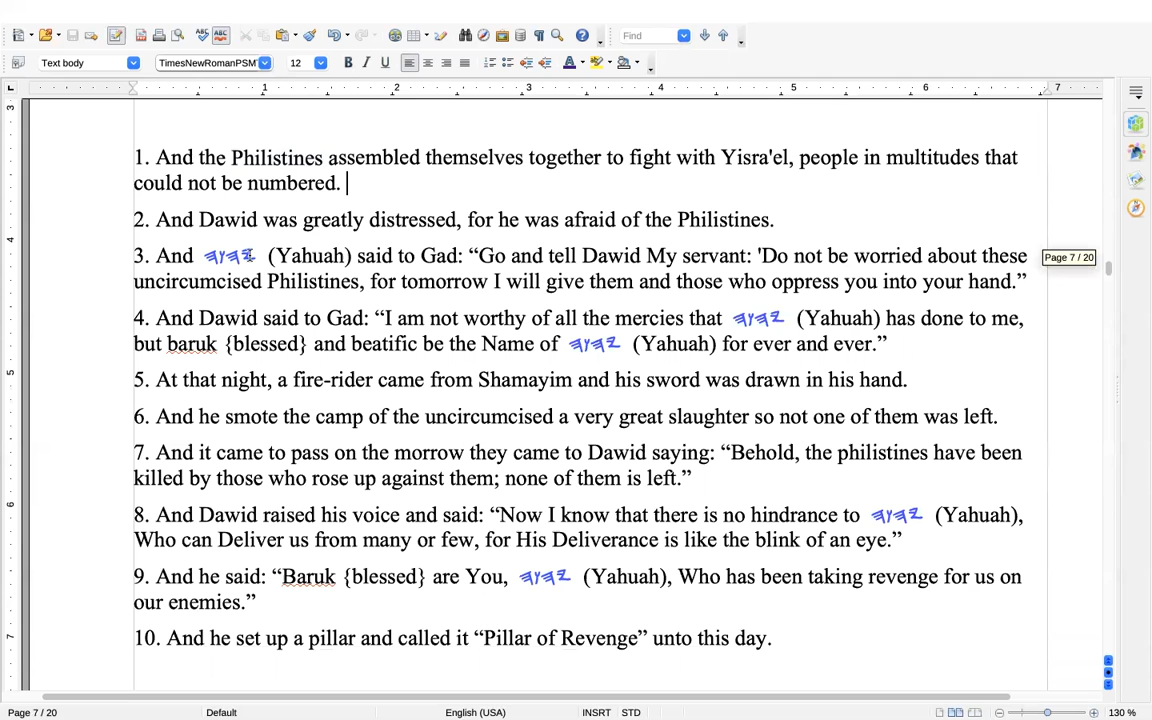 Find
Text body
TimesNewRomanPSMT
12
1 2 3 4 5 6 7
1. And the Philistines assembled themselves together to fight with Yisra'el, people in multitudes that
could not be numbered.
2. And Dawid was greatly distressed, for he was afraid of the Philistines.
3. And 𐤉𐤄𐤅𐤄 (Yahuah) said to Gad: “Go and tell Dawid My servant: 'Do not be worried about these
Page 7 / 20
uncircumcised Philistines, for tomorrow I will give them and those who oppress you into your hand.”
4. And Dawid said to Gad: “I am not worthy of all the mercies that 𐤉𐤄𐤅𐤄 (Yahuah) has done to me,
but baruk {blessed} and beatific be the Name of 𐤉𐤄𐤅𐤄 (Yahuah) for ever and ever.”
5. At that night, a fire-rider came from Shamayim and his sword was drawn in his hand.
6. And he smote the camp of the uncircumcised a very great slaughter so not one of them was left.
7. And it came to pass on the morrow they came to Dawid saying: “Behold, the philistines have been
killed by those who rose up against them; none of them is left.”
8. And Dawid raised his voice and said: “Now I know that there is no hindrance to 𐤉𐤄𐤅𐤄 (Yahuah),
Who can Deliver us from many or few, for His Deliverance is like the blink of an eye.”
9. And he said: “Baruk {blessed} are You, 𐤉𐤄𐤅𐤄 (Yahuah), Who has been taking revenge for us on
our enemies.”
10. And he set up a pillar and called it “Pillar of Revenge” unto this day.
Page 7 / 20
Default
English (USA)
INSRT
STD
130 %